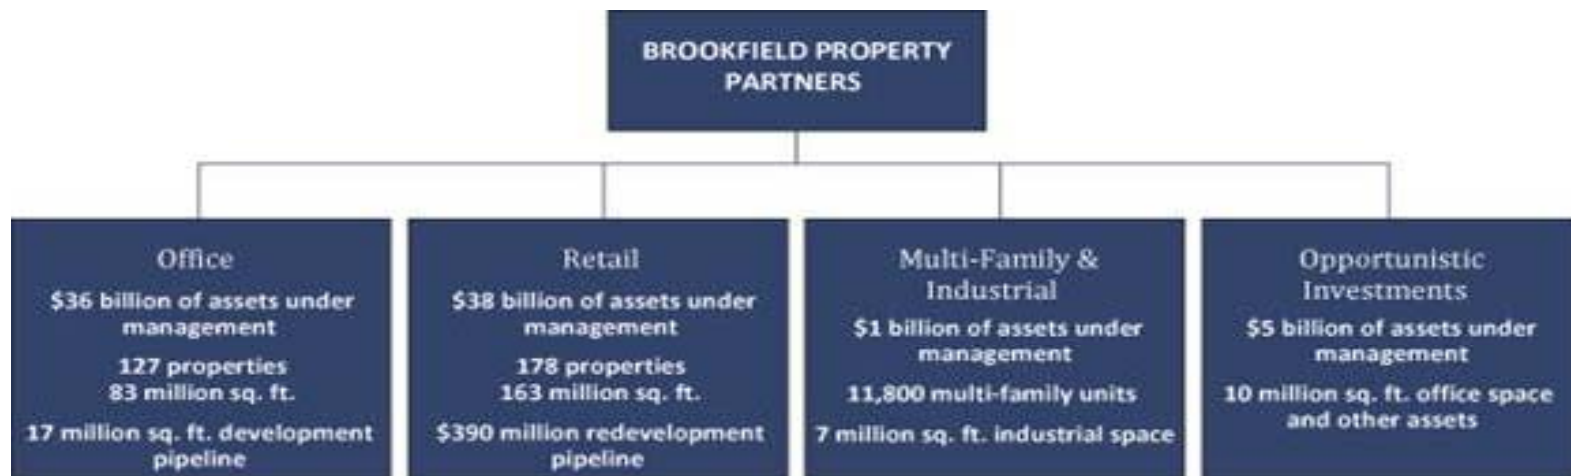 BROOKFIELD PROPERTY
PARTNERS
Office
$36 billion of assets under
management
127 properties
83 million sq. ft.
17 million sq. ft. development
pipeline
Retail
$38 billion of assets under
management
178 properties
163 million sq. ft.
$390 million redevelopment
pipeline
Multi-Family &
Industrial
$1 billion of assets under
management
11,800 multi-family units
7 million sq. ft. industrial space
Opportunistic
Investments
$5 billion of assets under
management
10 million sq. ft. office space
and other assets